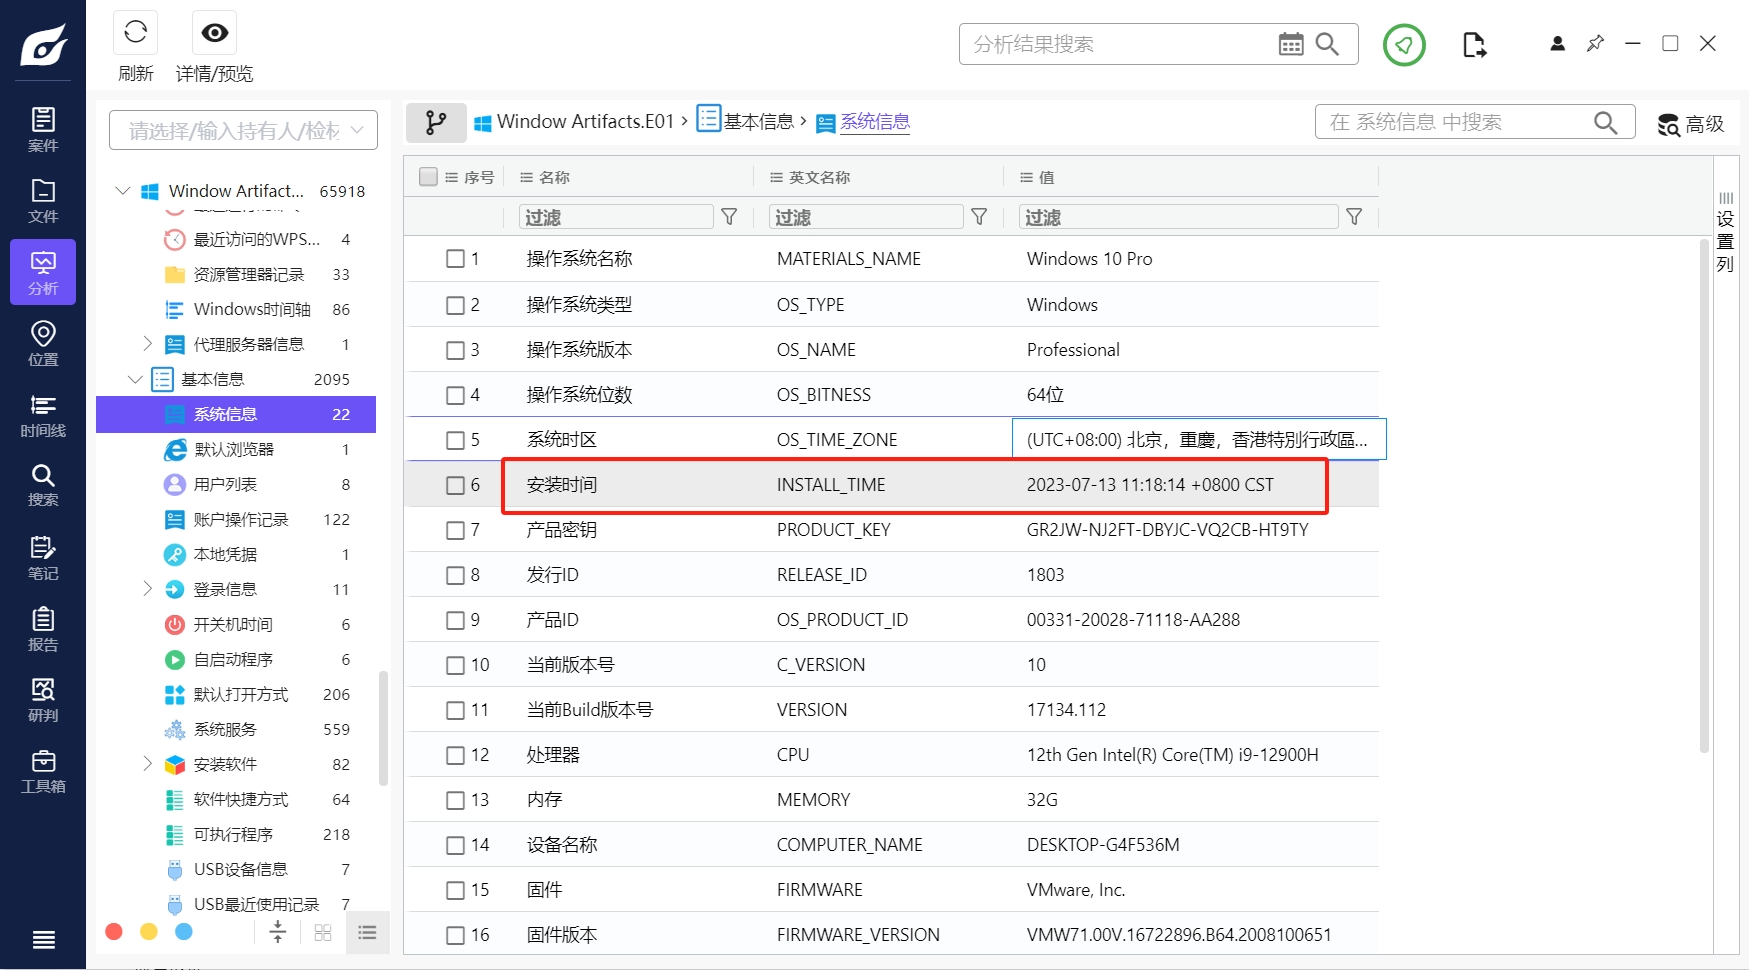 刷新
详情/预览
分析结果搜索
案件
文件
分析
位置
时间线
搜索
笔记
报告
研判
工具箱
请选择/输入持有人/检材
Window Artifact... 65918
最近访问的WPS... 4
资源管理器记录 33
Windows时间轴 86
代理服务器信息 1
基本信息 2095
系统信息 22
默认浏览器 1
用户列表 8
账户操作记录 122
本地凭据 1
登录信息 11
开关机时间 6
自启动程序 6
默认打开方式 206
系统服务 559
安装软件 82
软件快捷方式 64
可执行程序 218
USB设备信息 7
USB最近使用记录 7
Window Artifacts.E01 > 基本信息 > 系统信息
在 系统信息 中搜索
高级
序号 名称 英文名称 值
过滤 过滤 过滤
1 操作系统名称 MATERIALS_NAME Windows 10 Pro
2 操作系统类型 OS_TYPE Windows
3 操作系统版本 OS_NAME Professional
4 操作系统位数 OS_BITNESS 64位
5 系统时区 OS_TIME_ZONE (UTC+08:00) 北京，重慶，香港特別行政區...
6 安装时间 INSTALL_TIME 2023-07-13 11:18:14 +0800 CST
7 产品密钥 PRODUCT_KEY GR2JW-NJ2FT-DBYJC-VQ2CB-HT9TY
8 发行ID RELEASE_ID 1803
9 产品ID OS_PRODUCT_ID 00331-20028-71118-AA288
10 当前版本号 C_VERSION 10
11 当前Build版本号 VERSION 17134.112
12 处理器 CPU 12th Gen Intel(R) Core(TM) i9-12900H
13 内存 MEMORY 32G
14 设备名称 COMPUTER_NAME DESKTOP-G4F536M
15 固件 FIRMWARE VMware, Inc.
16 固件版本 FIRMWARE_VERSION VMW71.00V.16722896.B64.2008100651
设置列